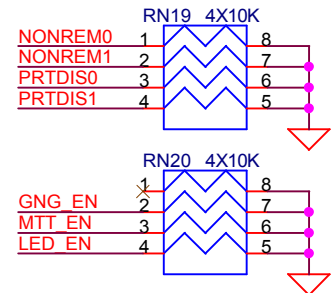 RN19 4X10K
NONREM0 1 8
NONREM1 2 7
PRTDIS0 3 6
PRTDIS1 4 5
RN20 4X10K
1 8
GNG_EN 2 7
MTT_EN 3 6
LED_EN 4 5